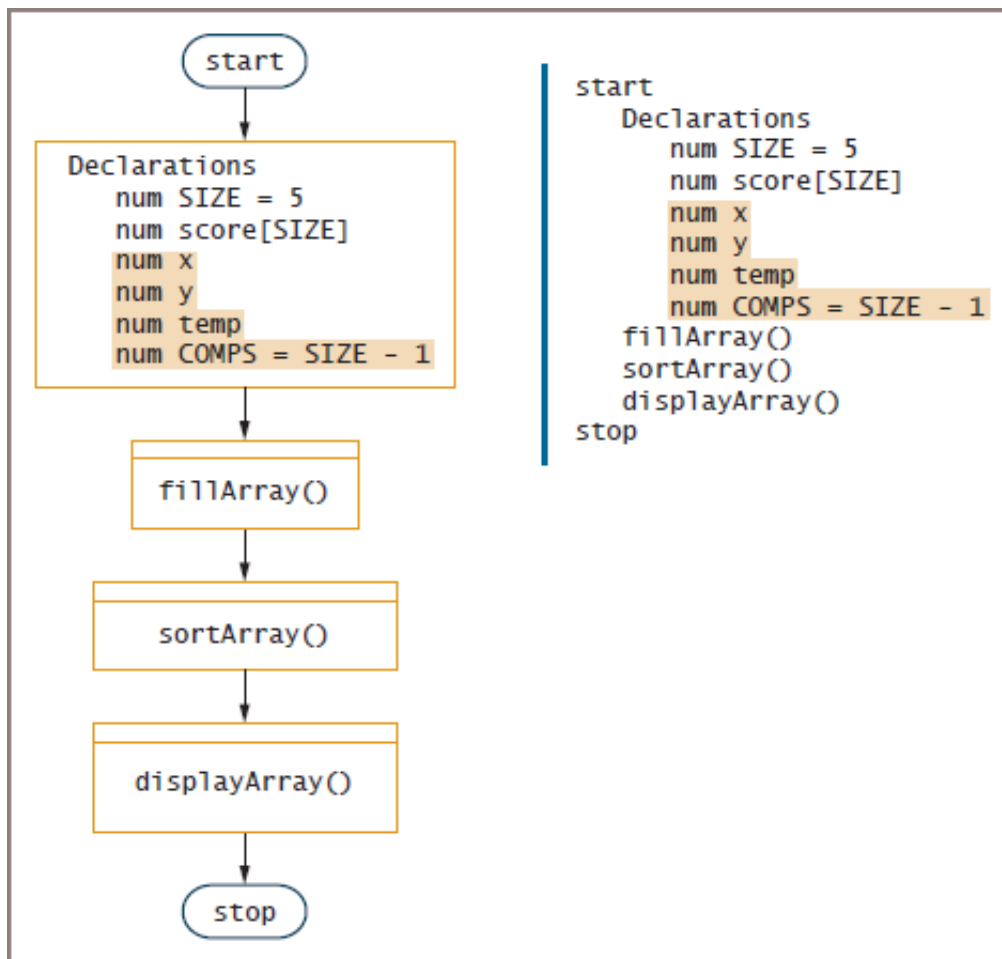 start
Declarations
num SIZE = 5
num score[SIZE]
num x
num y
num temp
num COMPS = SIZE - 1
fillArray()
sortArray()
displayArray()
stop
start
Declarations
num SIZE = 5
num score[SIZE]
num x
num y
num temp
num COMPS = SIZE - 1
fillArray()
sortArray()
displayArray()
stop